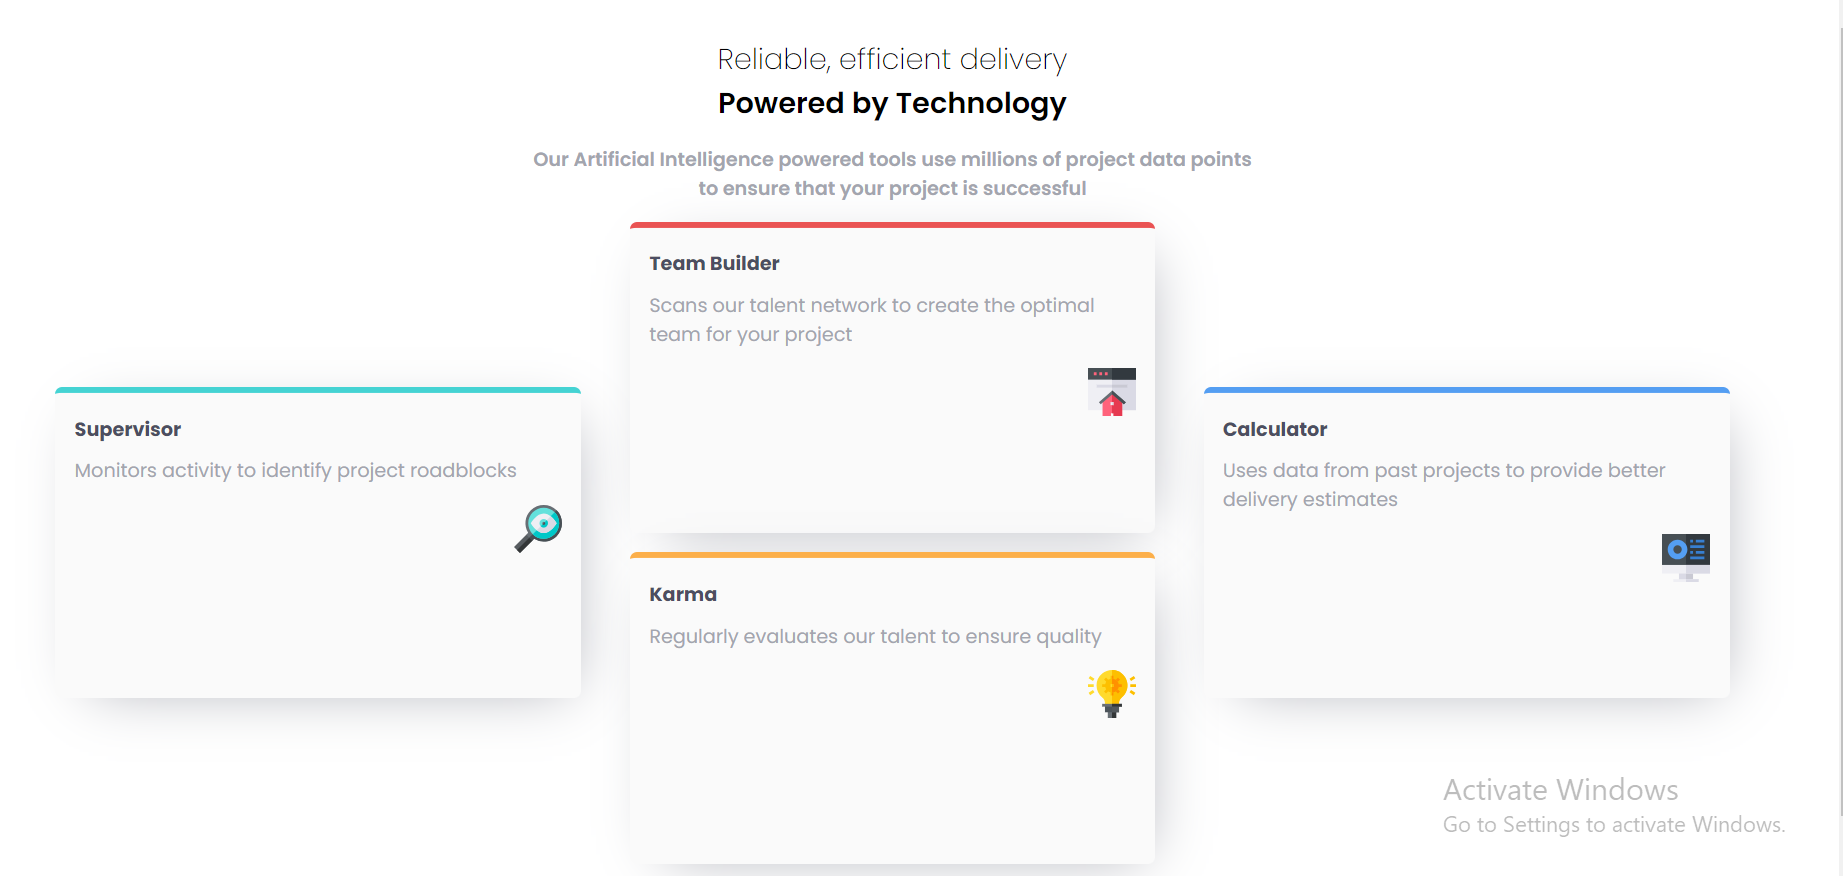 Reliable, efficient delivery
Powered by Technology
Our Artificial Intelligence powered tools use millions of project data points
to ensure that your project is successful
Team Builder
Scans our talent network to create the optimal
team for your project
Supervisor
Monitors activity to identify project roadblocks
Calculator
Uses data from past projects to provide better
delivery estimates
Karma
Regularly evaluates our talent to ensure quality
Activate Windows
Go to Settings to activate Windows.